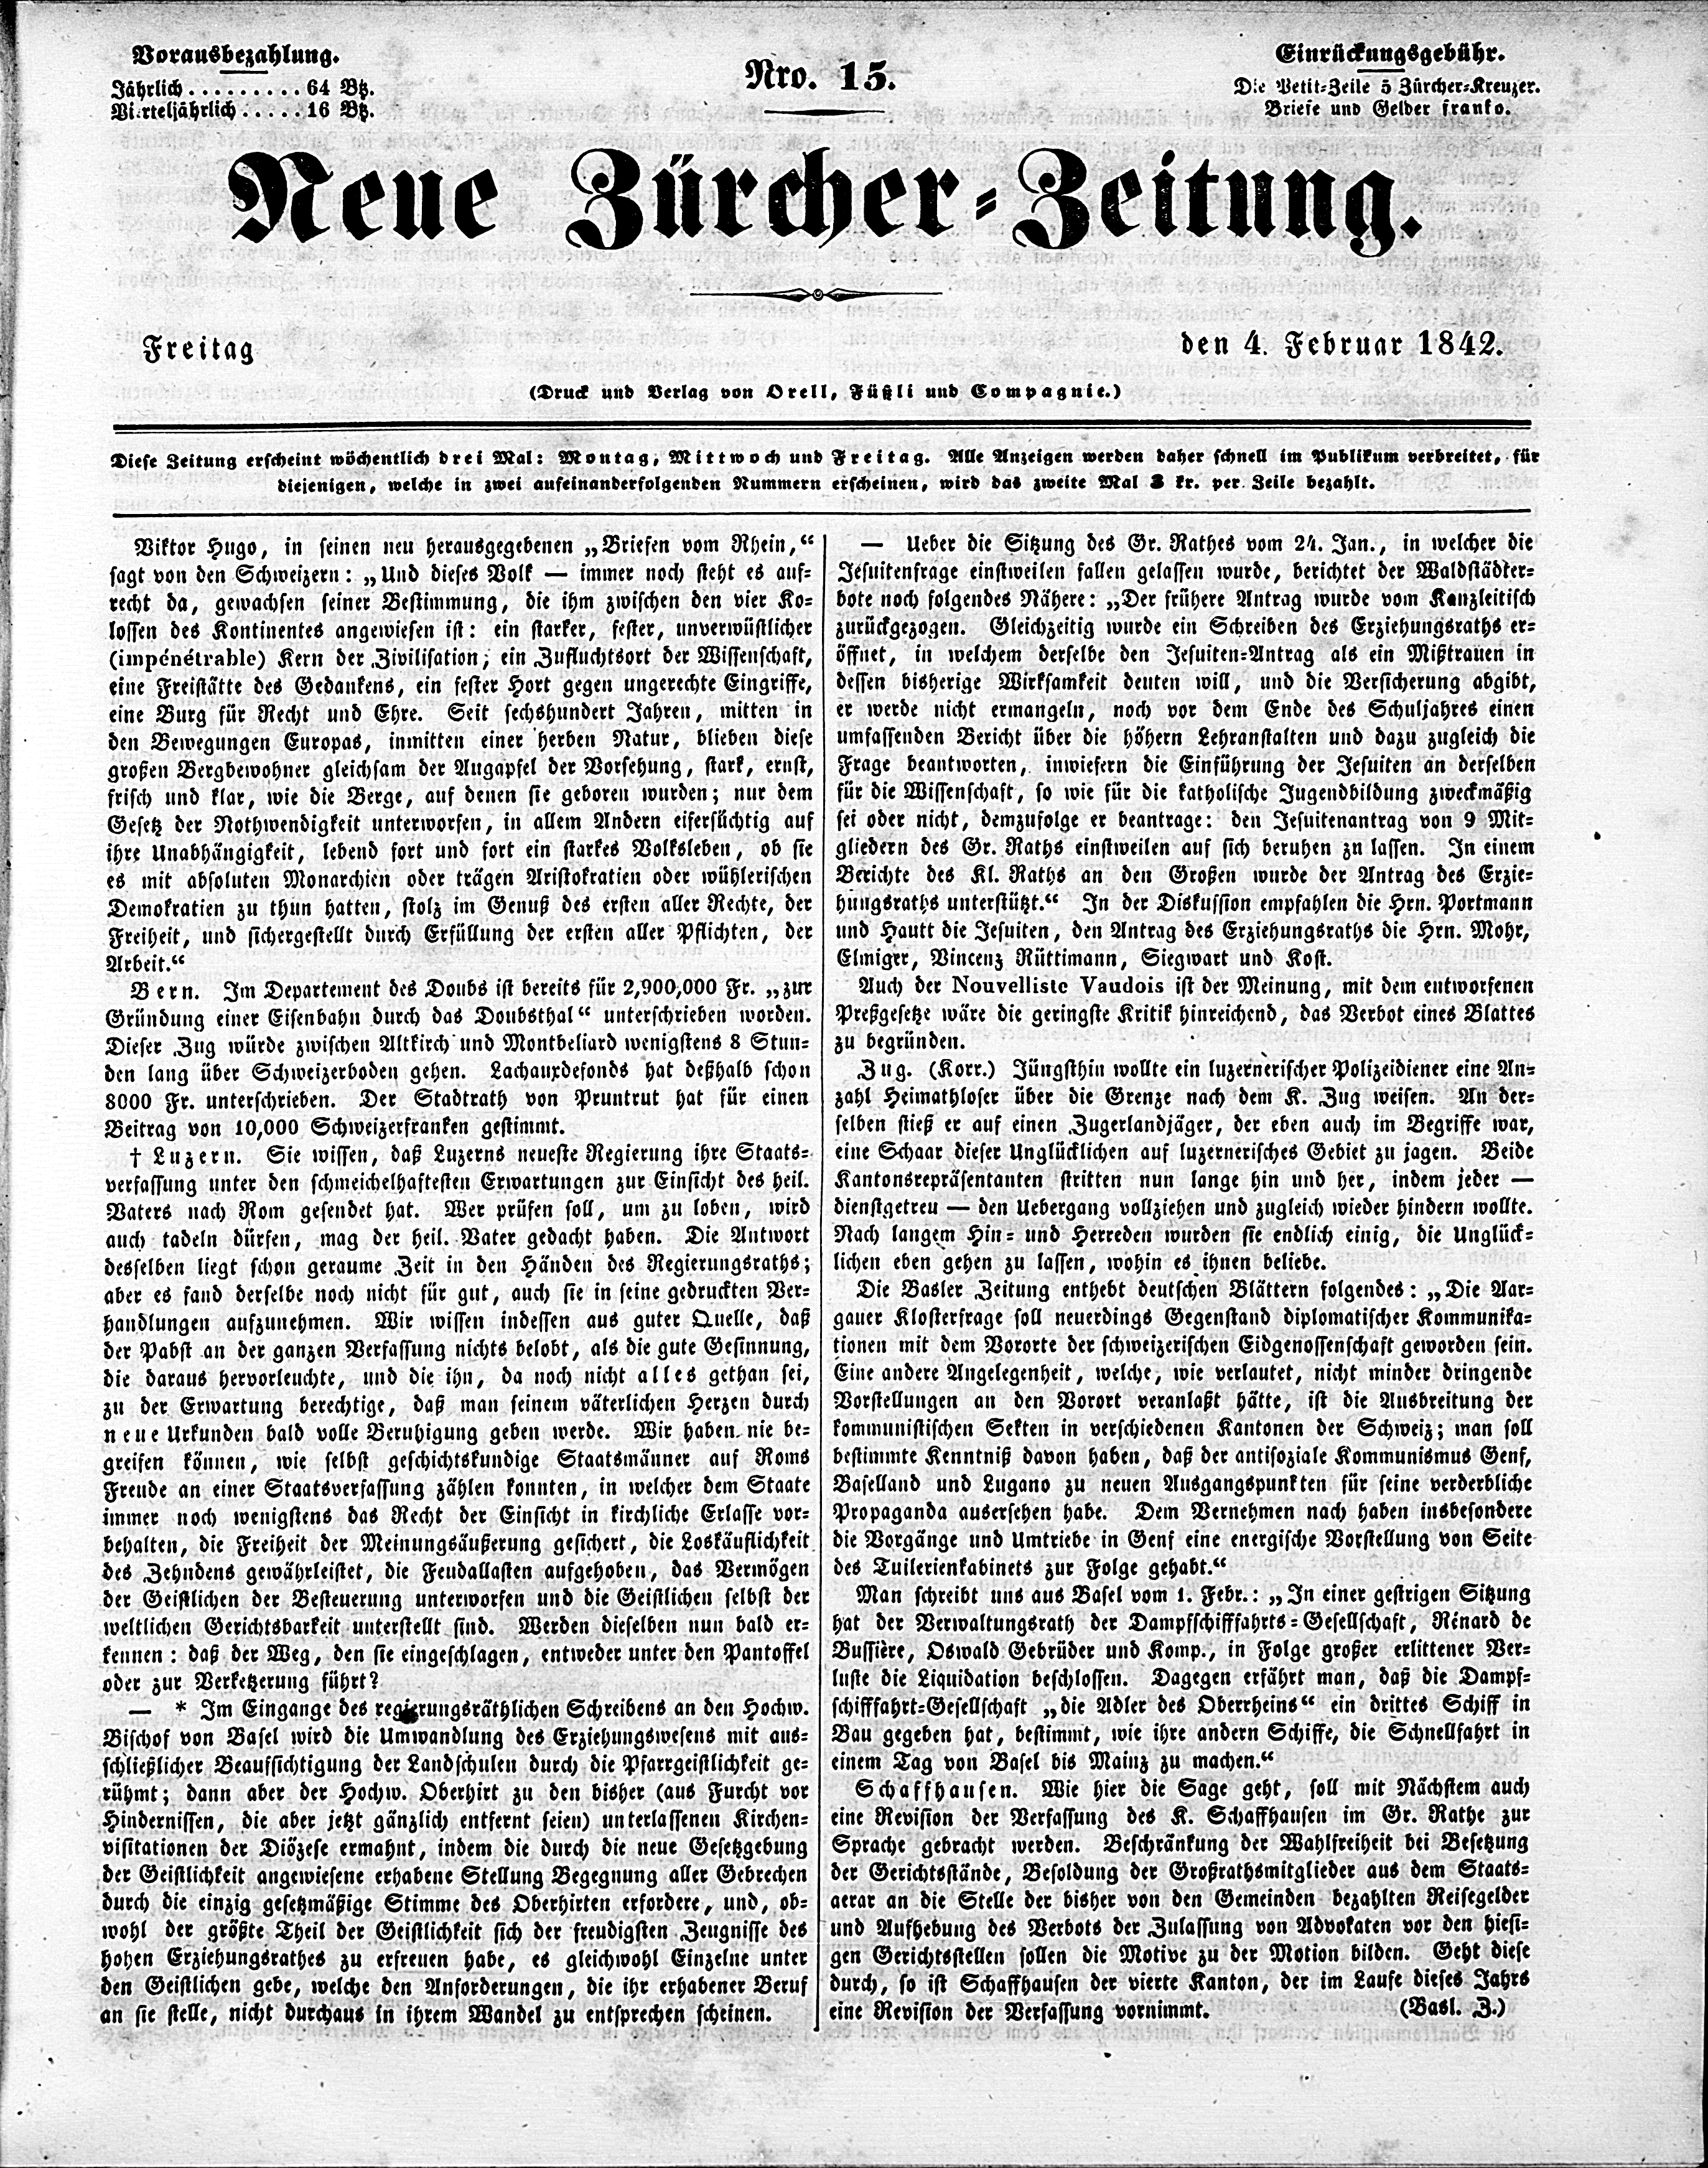 Vorausbezahlung.
Jährlich . . . . . . . . . 64 Btz.
Vierteljährlich . . . . . 16 Btz.
Nro. 15.
Einrückungsgebühr.
Die Petit-Zeile 5 Zürcher-Kreuzer.
Briefe und Gelder franko.
Neue Zürcher-Zeitung.
Freitag
den 4. Februar 1842.
(Druck und Verlag von Orell, Füßli und Compagnie.)
Diese Zeitung erscheint wöchentlich drei Mal: Montag, Mittwoch und Freitag. Alle Anzeigen werden daher schnell im Publikum verbreitet, für
diejenigen, welche in zwei aufeinanderfolgenden Nummern erscheinen, wird das zweite Mal 3 kr. per Zeile bezahlt.
Viktor Hugo, in seinen neu herausgegebenen „Briefen vom Rhein,“
sagt von den Schweizern: „Und dieses Volk — immer noch steht es auf-
recht da, gewachsen seiner Bestimmung, die ihm zwischen den vier Ko-
lossen des Kontinentes angewiesen ist: ein starker, fester, unverwüstlicher
(impénétrable) Kern der Zivilisation; ein Zufluchtsort der Wissenschaft,
eine Freistätte des Gedankens, ein fester Hort gegen ungerechte Eingriffe,
eine Burg für Recht und Ehre. Seit sechshundert Jahren, mitten in
den Bewegungen Europas, inmitten einer herben Natur, blieben diese
großen Bergbewohner gleichsam der Augapfel der Vorsehung, stark, ernst,
frisch und klar, wie die Berge, auf denen sie geboren wurden; nur dem
Gesetz der Nothwendigkeit unterworfen, in allem Andern eifersüchtig auf
ihre Unabhängigkeit, lebend fort und fort ein starkes Volksleben, ob sie
es mit absoluten Monarchien oder trägen Aristokratien oder wühlerischen
Demokratien zu thun hatten, stolz im Genuß des ersten aller Rechte, der
Freiheit, und sichergestellt durch Erfüllung der ersten aller Pflichten, der
Arbeit.“
Bern. Im Departement des Doubs ist bereits für 2,900,000 Fr. „zur
Gründung einer Eisenbahn durch das Doubsthal“ unterschrieben worden.
Dieser Zug würde zwischen Altkirch und Montbeliard wenigstens 8 Stun-
den lang über Schweizerboden gehen. Lachauxdefonds hat deßhalb schon
8000 Fr. unterschrieben. Der Stadtrath von Pruntrut hat für einen
Beitrag von 10,000 Schweizerfranken gestimmt.
† Luzern. Sie wissen, daß Luzerns neueste Regierung ihre Staats-
verfassung unter den schmeichelhaftesten Erwartungen zur Einsicht des heil.
Vaters nach Rom gesendet hat. Wer prüfen soll, um zu loben, wird
auch tadeln dürfen, mag der heil. Vater gedacht haben. Die Antwort
desselben liegt schon geraume Zeit in den Händen des Regierungsraths;
aber es fand derselbe noch nicht für gut, auch sie in seine gedruckten Ver-
handlungen aufzunehmen. Wir wissen indessen aus guter Quelle, daß
der Pabst an der ganzen Verfassung nichts belobt, als die gute Gesinnung,
die daraus hervorleuchte, und die ihn, da noch nicht alles gethan sei,
zu der Erwartung berechtige, daß man seinem väterlichen Herzen durch
neue Urkunden bald volle Beruhigung geben werde. Wir haben nie be-
greifen können, wie selbst geschichtskundige Staatsmänner auf Roms
Freude an einer Staatsverfassung zählen konnten, in welcher dem Staate
immer noch wenigstens das Recht der Einsicht in kirchliche Erlasse vor-
behalten, die Freiheit der Meinungsäußerung gesichert, die Loskäuflichkeit
des Zehndens gewährleistet, die Feudallasten aufgehoben, das Vermögen
der Geistlichen der Besteuerung unterworfen und die Geistlichen selbst der
weltlichen Gerichtsbarkeit unterstellt sind. Werden dieselben nun bald er-
kennen: daß der Weg, den sie eingeschlagen, entweder unter den Pantoffel
oder zur Verketzerung führt?
— * Im Eingange des regierungsräthlichen Schreibens an den Hochw.
Bischof von Basel wird die Umwandlung des Erziehungswesens mit aus-
schließlicher Beaufsichtigung der Landschulen durch die Pfarrgeistlichkeit ge-
rühmt; dann aber der Hochw. Oberhirt zu den bisher (aus Furcht vor
Hindernissen, die aber jetzt gänzlich entfernt seien) unterlassenen Kirchen-
visitationen der Diözese ermahnt, indem die durch die neue Gesetzgebung
der Geistlichkeit angewiesene erhabene Stellung Begegnung aller Gebrechen
durch die einzig gesetzmäßige Stimme des Oberhirten erfordere, und, ob-
wohl der größte Theil der Geistlichkeit sich der freudigsten Zeugnisse des
hohen Erziehungsrathes zu erfreuen habe, es gleichwohl Einzelne unter
den Geistlichen gebe, welche den Anforderungen, die ihr erhabener Beruf
an sie stelle, nicht durchaus in ihrem Wandel zu entsprechen scheinen.
— Ueber die Sitzung des Gr. Rathes vom 24. Jan., in welcher die
Jesuitenfrage einstweilen fallen gelassen wurde, berichtet der Waldstädter-
bote noch folgendes Nähere: „Der frühere Antrag wurde vom Kanzleitisch
zurückgezogen. Gleichzeitig wurde ein Schreiben des Erziehungsraths er-
öffnet, in welchem derselbe den Jesuiten-Antrag als ein Mißtrauen in
dessen bisherige Wirksamkeit deuten will, und die Versicherung abgibt,
er werde nicht ermangeln, noch vor dem Ende des Schuljahres einen
umfassenden Bericht über die höhern Lehranstalten und dazu zugleich die
Frage beantworten, inwiefern die Einführung der Jesuiten an derselben
für die Wissenschaft, so wie für die katholische Jugendbildung zweckmäßig
sei oder nicht, demzufolge er beantrage: den Jesuitenantrag von 9 Mit-
gliedern des Gr. Raths einstweilen auf sich beruhen zu lassen. In einem
Berichte des Kl. Raths an den Großen wurde der Antrag des Erzie-
hungsraths unterstützt.“ In der Diskussion empfahlen die Hrn. Portmann
und Hautt die Jesuiten, den Antrag des Erziehungsraths die Hrn. Mohr,
Elmiger, Vincenz Rüttimann, Siegwart und Kost.
Auch der Nouvelliste Vaudois ist der Meinung, mit dem entworfenen
Preßgesetze wäre die geringste Kritik hinreichend, das Verbot eines Blattes
zu begründen.
Zug. (Korr.) Jüngsthin wollte ein luzernerischer Polizeidiener eine An-
zahl Heimathloser über die Grenze nach dem K. Zug weisen. An der-
selben stieß er auf einen Zugerlandjäger, der eben auch im Begriffe war,
eine Schaar dieser Unglücklichen auf luzernerisches Gebiet zu jagen. Beide
Kantonsrepräsentanten stritten nun lange hin und her, indem jeder —
dienstgetreu — den Uebergang vollziehen und zugleich wieder hindern wollte.
Nach langem Hin- und Herreden wurden sie endlich einig, die Unglück-
lichen eben gehen zu lassen, wohin es ihnen beliebe.
Die Basler Zeitung enthebt deutschen Blättern folgendes: „Die Aar-
gauer Klosterfrage soll neuerdings Gegenstand diplomatischer Kommunika-
tionen mit dem Vororte der schweizerischen Eidgenossenschaft geworden sein.
Eine andere Angelegenheit, welche, wie verlautet, nicht minder dringende
Vorstellungen an den Vorort veranlaßt hätte, ist die Ausbreitung der
kommunistischen Sekten in verschiedenen Kantonen der Schweiz; man soll
bestimmte Kenntniß davon haben, daß der antisoziale Kommunismus Genf,
Baselland und Lugano zu neuen Ausgangspunkten für seine verderbliche
Propaganda ausersehen habe. Dem Vernehmen nach haben insbesondere
die Vorgänge und Umtriebe in Genf eine energische Vorstellung von Seite
des Tuilerienkabinets zur Folge gehabt.“
Man schreibt uns aus Basel vom 1. Febr.: „In einer gestrigen Sitzung
hat der Verwaltungsrath der Dampfschifffahrts-Gesellschaft, Rénard de
Bussière, Oswald Gebrüder und Komp., in Folge großer erlittener Ver-
luste die Liquidation beschlossen. Dagegen erfährt man, daß die Dampf-
schifffahrt-Gesellschaft „die Adler des Oberrheins“ ein drittes Schiff in
Bau gegeben hat, bestimmt, wie ihre andern Schiffe, die Schnellfahrt in
einem Tag von Basel bis Mainz zu machen.“
Schaffhausen. Wie hier die Sage geht, soll mit Nächstem auch
eine Revision der Verfassung des K. Schaffhausen im Gr. Rathe zur
Sprache gebracht werden. Beschränkung der Wahlfreiheit bei Besetzung
der Gerichtsstände, Besoldung der Großrathsmitglieder aus dem Staats-
aerar an die Stelle der bisher von den Gemeinden bezahlten Reisegelder
und Aufhebung des Verbots der Zulassung von Advokaten vor den hiesi-
gen Gerichtsstellen sollen die Motive zu der Motion bilden. Geht diese
durch, so ist Schaffhausen der vierte Kanton, der im Laufe dieses Jahrs
eine Revision der Verfassung vornimmt. (Basl. Z.)